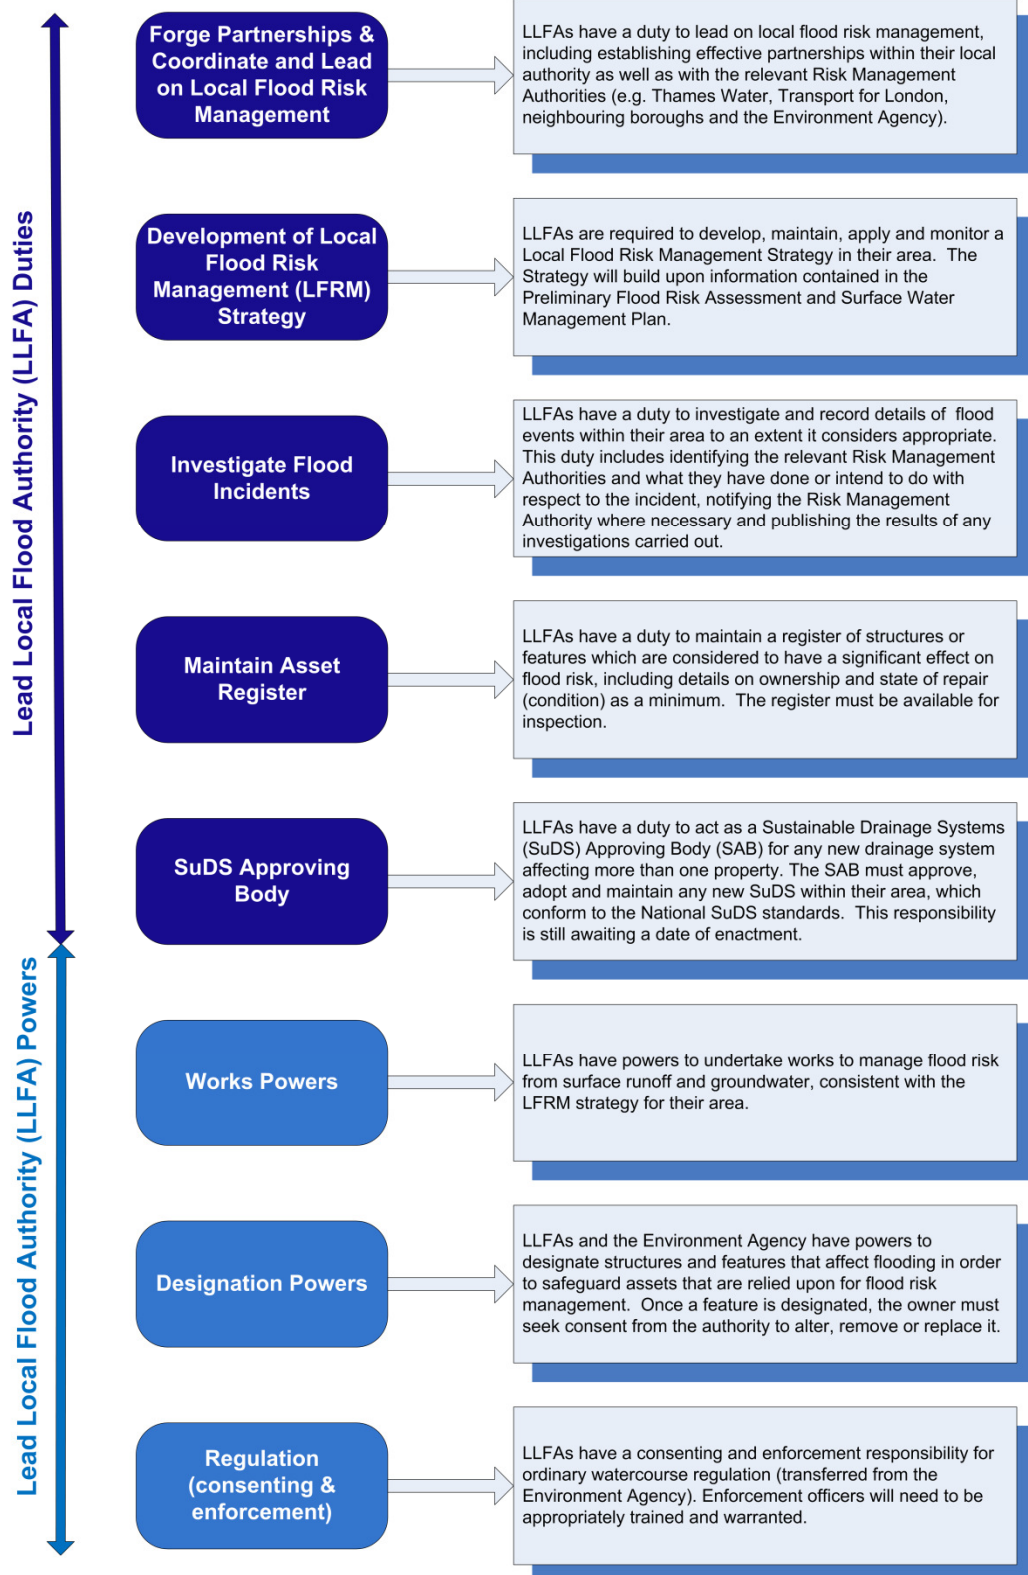 Lead Local Flood Authority (LLFA) Duties
Forge Partnerships &
Coordinate and Lead
on Local Flood Risk
Management
LLFAs have a duty to lead on local flood risk management,
including establishing effective partnerships within their local
authority as well as with the relevant Risk Management
Authorities (e.g. Thames Water, Transport for London,
neighbouring boroughs and the Environment Agency).
Development of Local
Flood Risk
Management (LFRM)
Strategy
LLFAs are required to develop, maintain, apply and monitor a
Local Flood Risk Management Strategy in their area.  The
Strategy will build upon information contained in the
Preliminary Flood Risk Assessment and Surface Water
Management Plan.
Investigate Flood
Incidents
LLFAs have a duty to investigate and record details of  flood
events within their area to an extent it considers appropriate.
This duty includes identifying the relevant Risk Management
Authorities and what they have done or intend to do with
respect to the incident, notifying the Risk Management
Authority where necessary and publishing the results of any
investigations carried out.
Maintain Asset
Register
LLFAs have a duty to maintain a register of structures or
features which are considered to have a significant effect on
flood risk, including details on ownership and state of repair
(condition) as a minimum.  The register must be available for
inspection.
SuDS Approving
Body
LLFAs have a duty to act as a Sustainable Drainage Systems
(SuDS) Approving Body (SAB) for any new drainage system
affecting more than one property. The SAB must approve,
adopt and maintain any new SuDS within their area, which
conform to the National SuDS standards.  This responsibility
is still awaiting a date of enactment.
Lead Local Flood Authority (LLFA) Powers
Works Powers
LLFAs have powers to undertake works to manage flood risk
from surface runoff and groundwater, consistent with the
LFRM strategy for their area.
Designation Powers
LLFAs and the Environment Agency have powers to
designate structures and features that affect flooding in order
to safeguard assets that are relied upon for flood risk
management.  Once a feature is designated, the owner must
seek consent from the authority to alter, remove or replace it.
Regulation
(consenting &
enforcement)
LLFAs have a consenting and enforcement responsibility for
ordinary watercourse regulation (transferred from the
Environment Agency). Enforcement officers will need to be
appropriately trained and warranted.